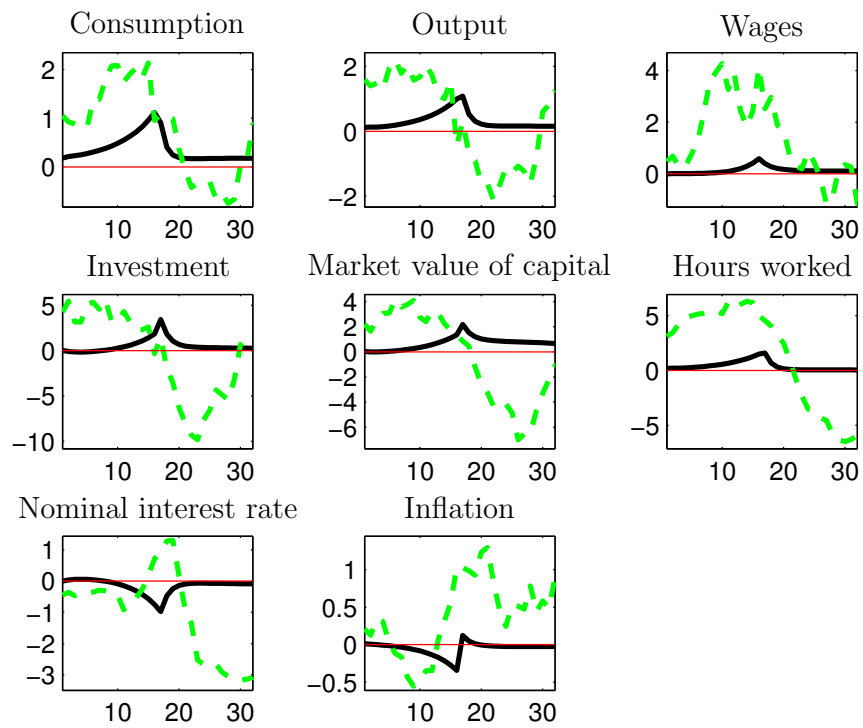 Consumption Output Wages
2
1
0
10 20 30
2
0
−2
10 20 30
4
2
0
10 20 30
Investment Market value of capital Hours worked
5
0
−5
−10
10 20 30
4
2
0
−2
−4
−6
10 20 30
5
0
−5
10 20 30
Nominal interest rate Inflation
1
0
−1
−2
−3
10 20 30
1
0.5
0
−0.5
10 20 30